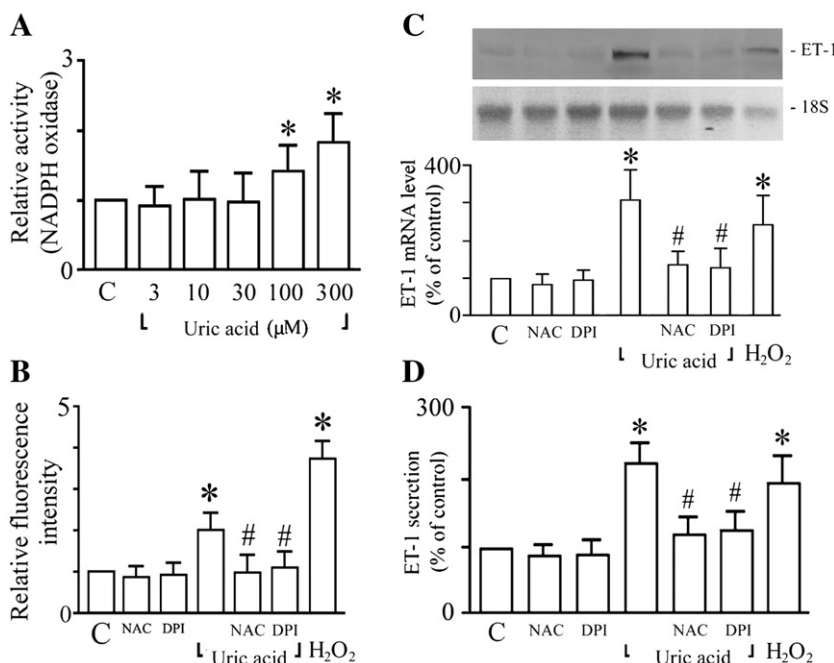 A
3
Relative activity
(NADPH oxidase)
* *
0
C 3 10 30 100 300
Uric acid (μM)
B
5
Relative fluorescence
intensity
* # # *
0
C NAC DPI NAC DPI H₂O₂
Uric acid
C
- ET-1
- 18S
400
ET-1 mRNA level
(% of control)
* # # *
0
C NAC DPI NAC DPI H₂O₂
Uric acid
D
300
ET-1 sccrtion
(% of control)
* # # *
0
C NAC DPI NAC DPI H₂O₂
Uric acid